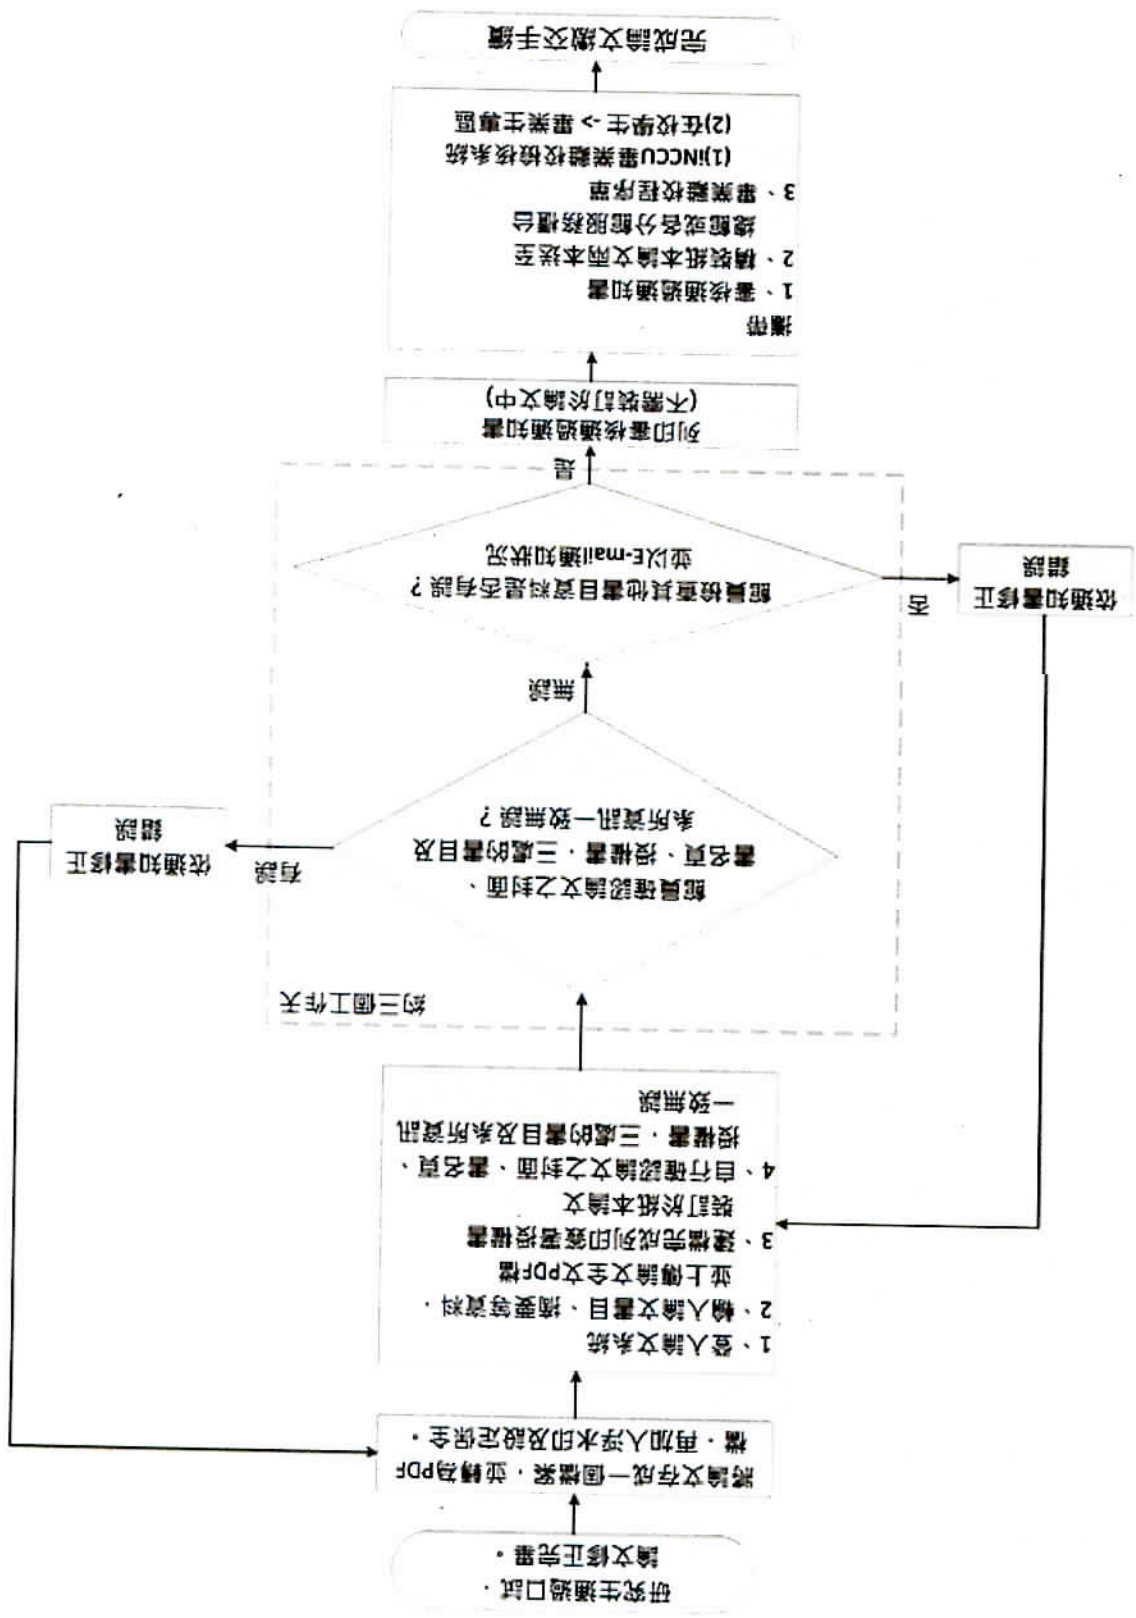 研究生通過口試，
論文修正完畢。
將論文存成一個檔案，並轉為PDF
檔，再加入浮水印及設定保全。
1、登入論文系統
2、輸入論文書目、摘要等資料，
並上傳論文全文PDF檔
3、建檔完成列印簽署授權書
裝訂於紙本論文
4、自行確認論文之封面、書名頁、
授權書，三處的書目及系所資訊
一致無誤
約三個工作天
館員確認論文之封面、
書名頁、授權書，三處的書目及
系所資訊一致無誤？
有誤
依通知書修正
錯誤
無誤
館員檢查其他書目資料是否有誤？
並以E-mail通知狀況
否
依通知書修正
錯誤
是
列印審核通過通知書
(不需裝訂於論文中)
攜帶
1、審核通過通知書
2、精裝紙本論文兩本送至
總館或各分館服務櫃台
3、畢業離校程序單
(1)iNCCU畢業離校檢核系統
(2)在校學生 -> 畢業生專區
完成論文繳交手續